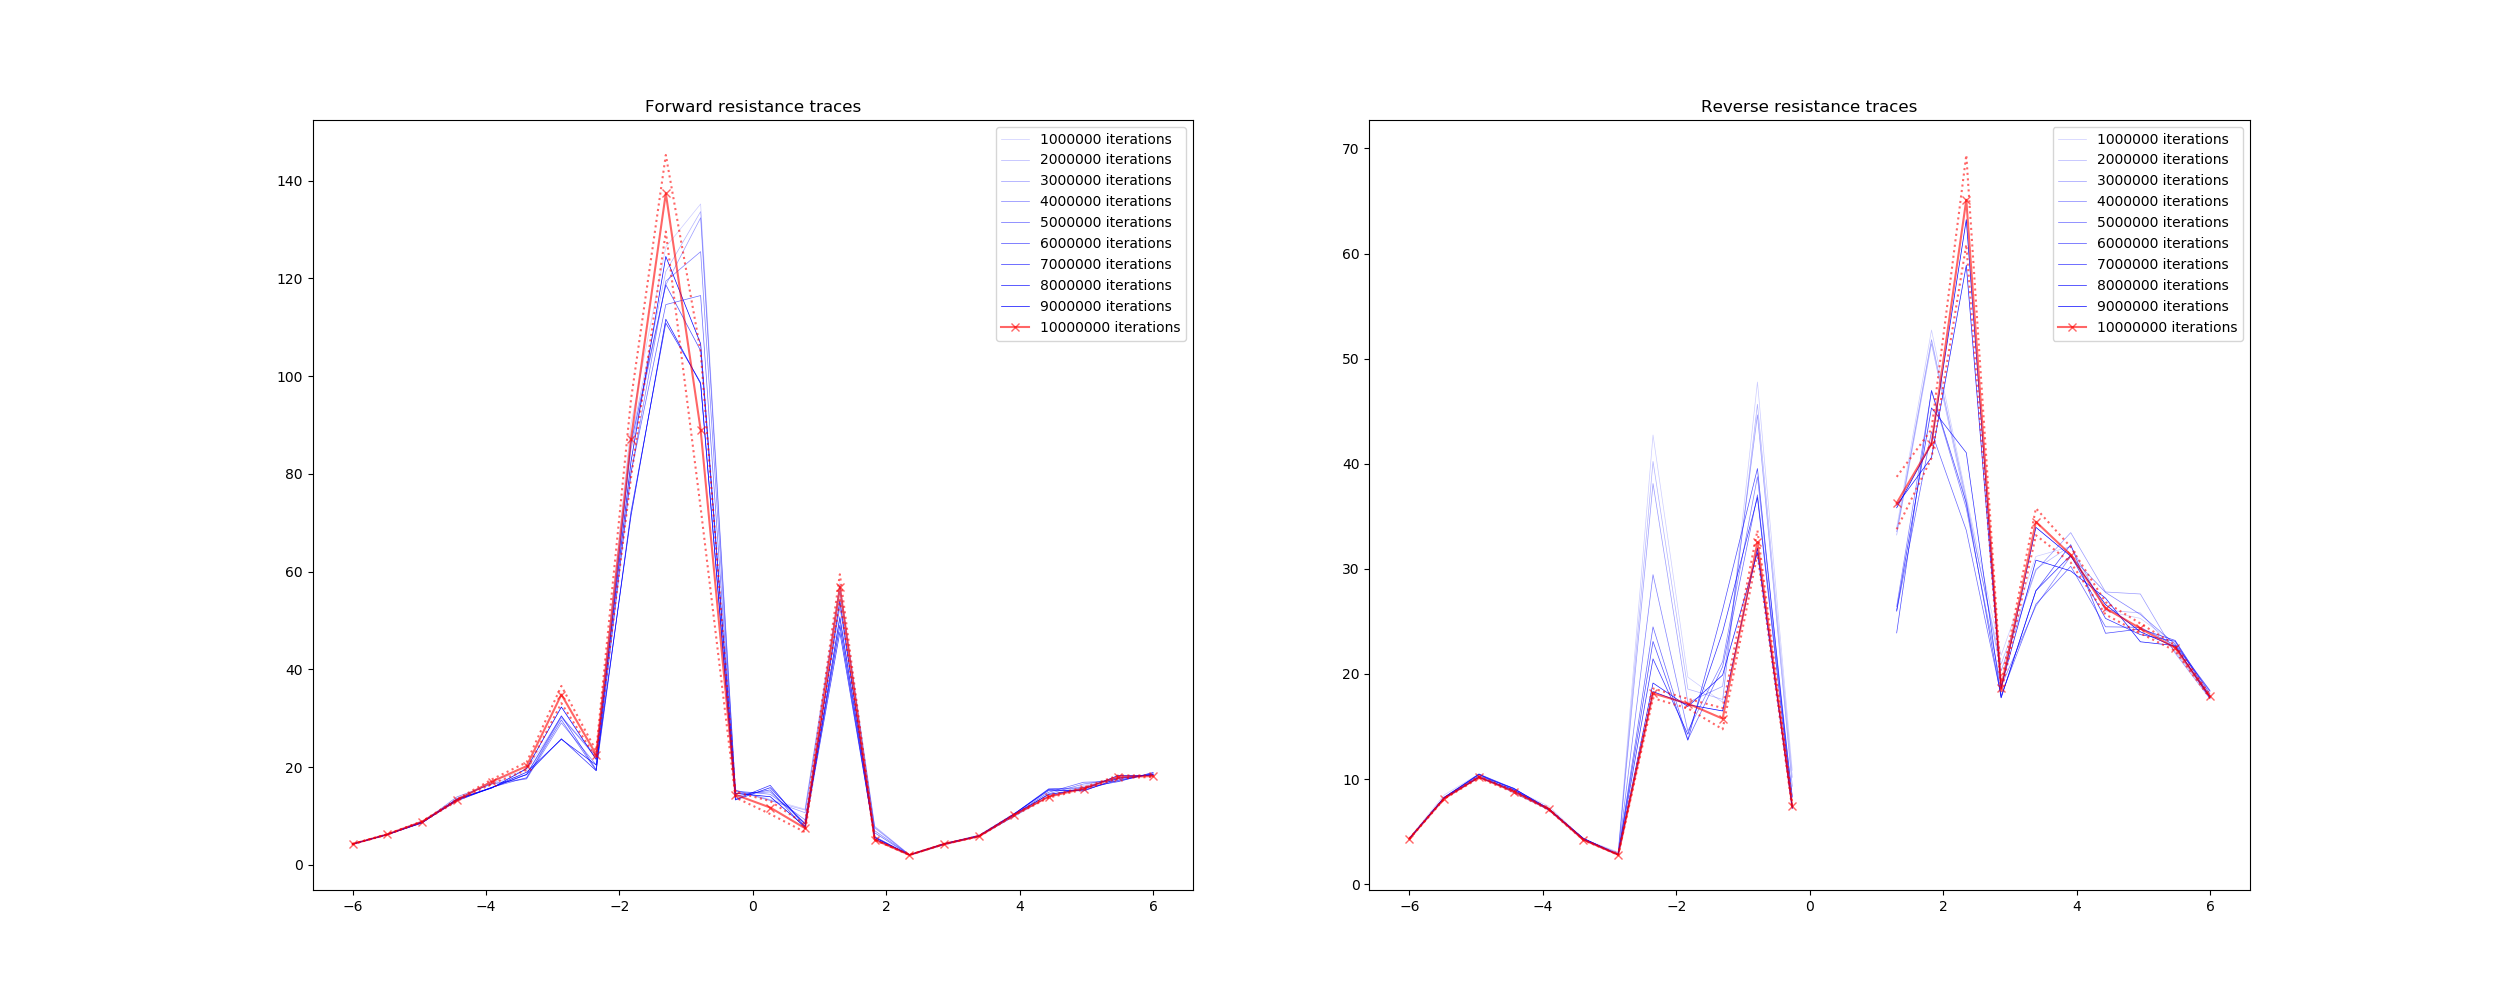 Forward resistance traces
140
120
100
80
60
40
20
0
−6
−4
−2
0
2
4
6
1000000 iterations
2000000 iterations
3000000 iterations
4000000 iterations
5000000 iterations
6000000 iterations
7000000 iterations
8000000 iterations
9000000 iterations
10000000 iterations
Reverse resistance traces
70
60
50
40
30
20
10
0
−6
−4
−2
0
2
4
6
1000000 iterations
2000000 iterations
3000000 iterations
4000000 iterations
5000000 iterations
6000000 iterations
7000000 iterations
8000000 iterations
9000000 iterations
10000000 iterations